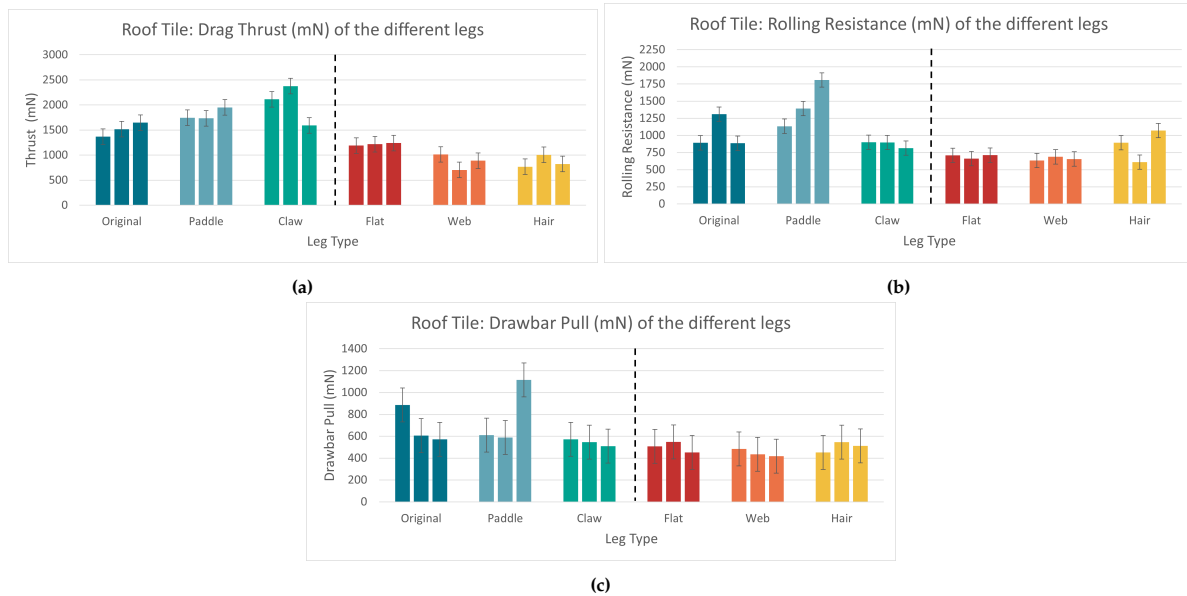 Roof Tile: Drag Thrust (mN) of the different legs
Thrust (mN)
3000
2500
2000
1500
1000
500
0
Original Paddle Claw Flat Web Hair
Leg Type
(a)
Roof Tile: Rolling Resistance (mN) of the different legs
Rolling Resistance (mN)
2250
2000
1750
1500
1250
1000
750
500
250
0
Original Paddle Claw Flat Web Hair
Leg Type
(b)
Roof Tile: Drawbar Pull (mN) of the different legs
Drawbar Pull (mN)
1400
1200
1000
800
600
400
200
0
Original Paddle Claw Flat Web Hair
Leg Type
(c)